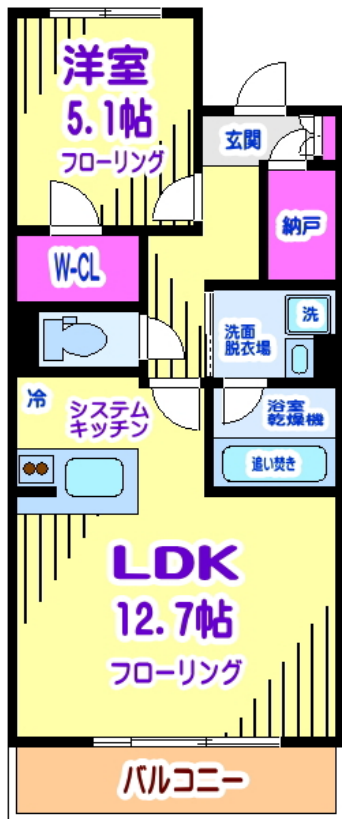 洋室
5.1帖
フローリング
玄関
納戸
W-CL
洗
洗面
脱衣場
冷
システム
キッチン
浴室
乾燥機
追い焚き
LDK
12.7帖
フローリング
バルコニー